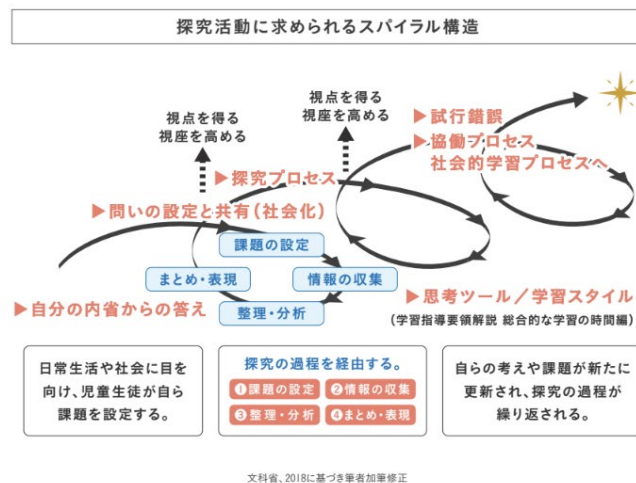 探究活動に求められるスパイラル構造
視点を得る
視座を高める
視点を得る
視座を高める
▶試行錯誤
▶協働プロセス
社会的学習プロセスへ
▶探究プロセス
▶問いの設定と共有(社会化)
課題の設定
まとめ・表現
情報の収集
整理・分析
▶自分の内省からの答え
▶思考ツール/学習スタイル
(学習指導要領解説 総合的な学習の時間編)
日常生活や社会に目を
向け、児童生徒が自ら
課題を設定する。
探究の過程を経由する。
❶課題の設定 ❷情報の収集
❸整理・分析 ❹まとめ・表現
自らの考えや課題が新たに
更新され、探究の過程が
繰り返される。
文科省、2018に基づき筆者加筆修正